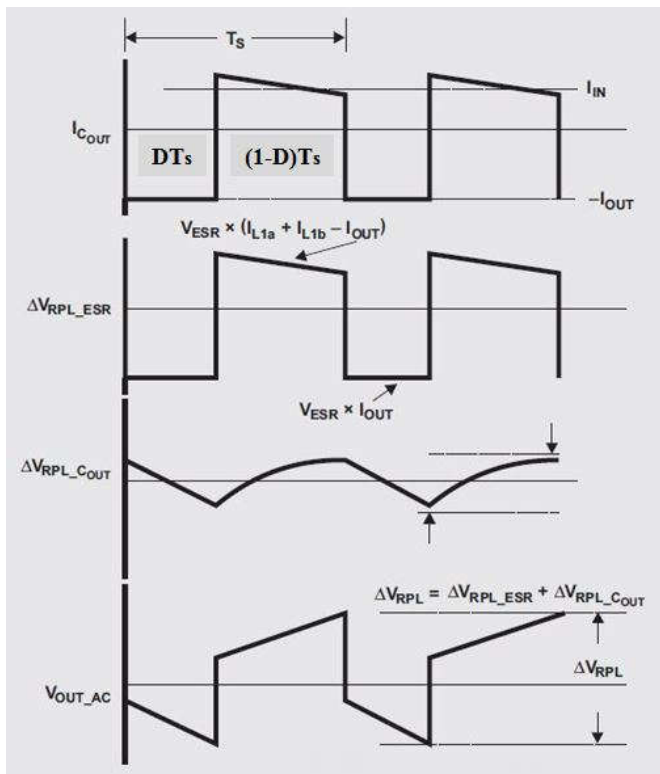 TS
IIN
ICOUT
DTs
(1-D)Ts
–IOUT
VESR × (IL1a + IL1b – IOUT)
ΔVRPL_ESR
VESR × IOUT
ΔVRPL_COUT
ΔVRPL = ΔVRPL_ESR + ΔVRPL_COUT
ΔVRPL
VOUT_AC